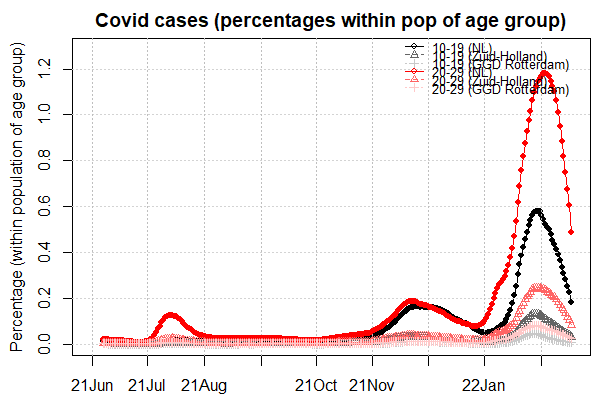 Covid cases (percentages within pop of age group)
Percentage (within population of age group)
1.2
1.0
0.8
0.6
0.4
0.2
0.0
10-19 (NL)
10-19 (Zuid-Holland)
10-19 (GGD Rotterdam)
20-29 (NL)
20-29 (Zuid-Holland)
20-29 (GGD Rotterdam)
21Jun 21Jul 21Aug 21Oct 21Nov 22Jan